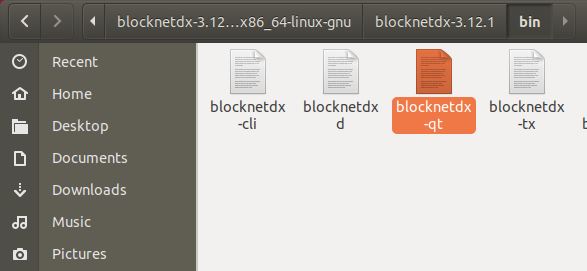 blocknetdx-3.12...x86_64-linux-gnu blocknetdx-3.12.1 bin
Recent
Home
Desktop
Documents
Downloads
Music
Pictures
blocknetdx blocknetdx blocknetdx blocknetdx
-cli d -qt -tx